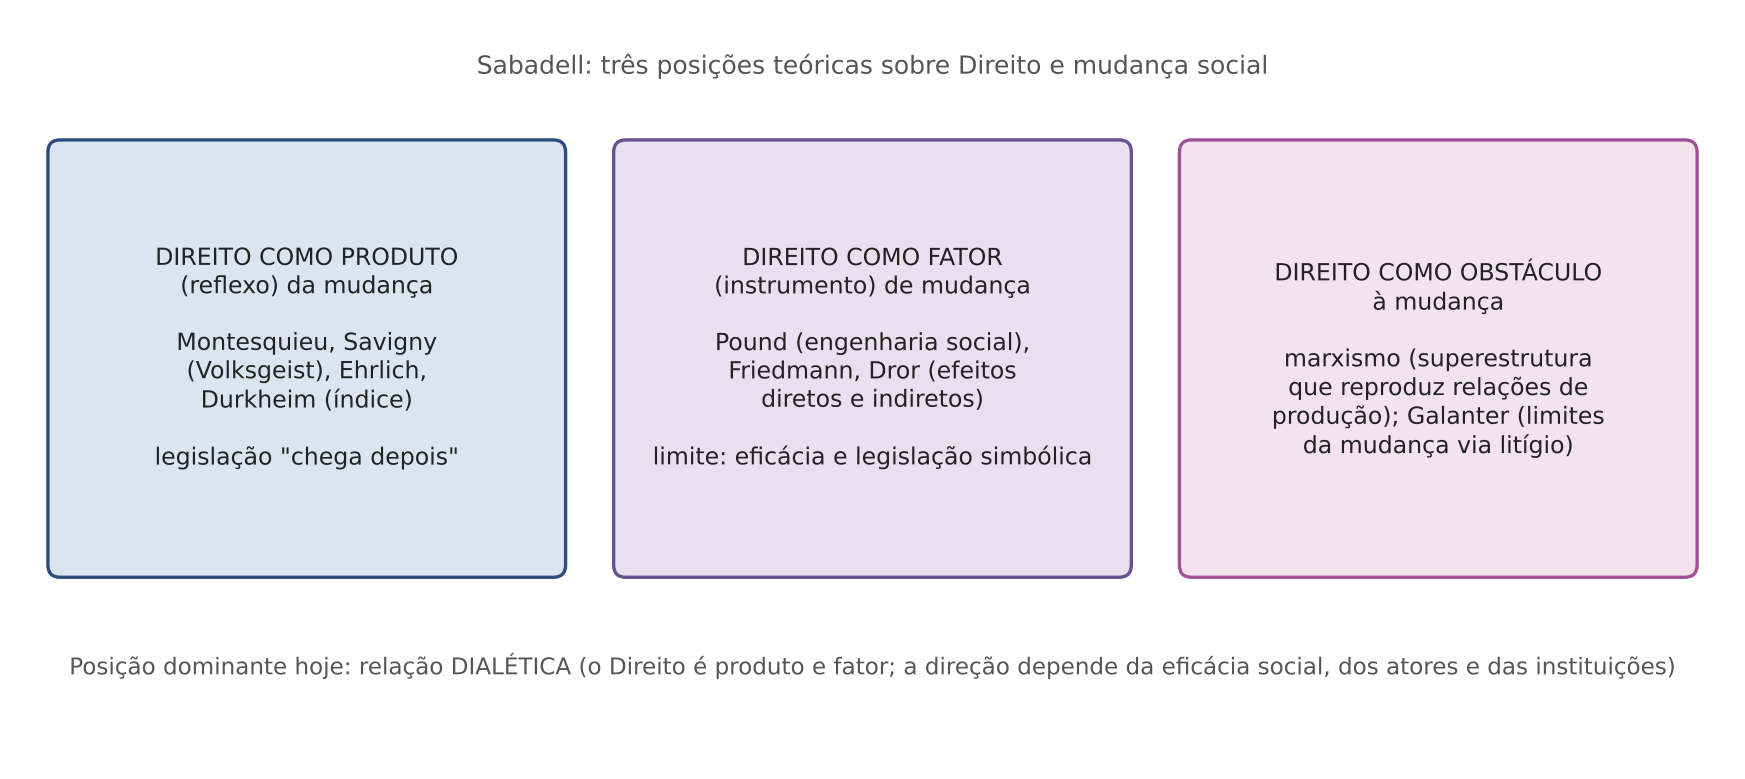 Sabadell: três posições teóricas sobre Direito e mudança social
DIREITO COMO PRODUTO
(reflexo) da mudança
Montesquieu, Savigny
(Volksgeist), Ehrlich,
Durkheim (índice)
legislação "chega depois"
DIREITO COMO FATOR
(instrumento) de mudança
Pound (engenharia social),
Friedmann, Dror (efeitos
diretos e indiretos)
limite: eficácia e legislação simbólica
DIREITO COMO OBSTÁCULO
à mudança
marxismo (superestrutura
que reproduz relações de
produção); Galanter (limites
da mudança via litígio)
Posição dominante hoje: relação DIALÉTICA (o Direito é produto e fator; a direção depende da eficácia social, dos atores e das instituições)